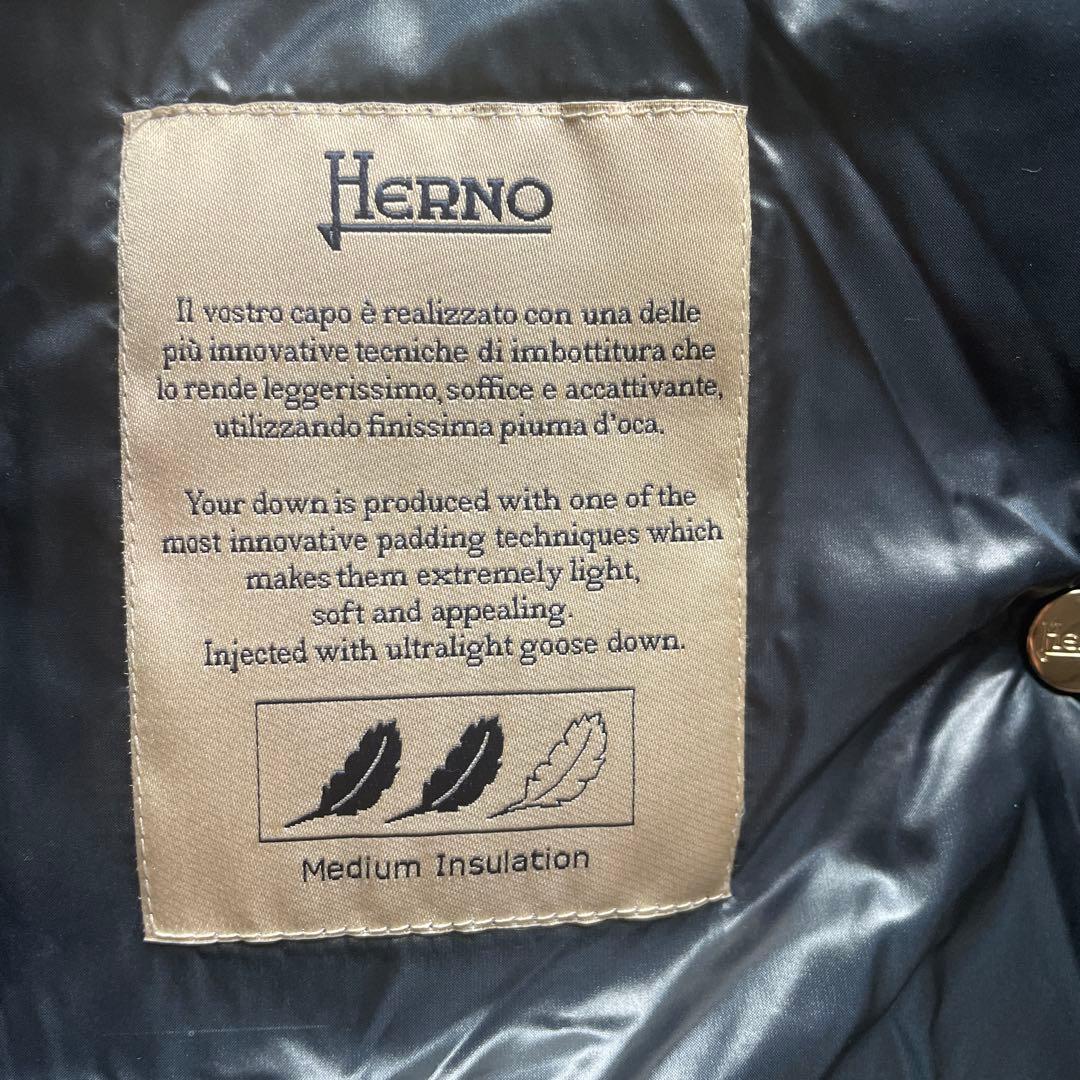 HERNO
Il vostro capo è realizzato con una delle
più innovative tecniche di imbottitura che
lo rende leggerissimo, soffice e accattivante,
utilizzando finissima piuma d'oca.
Your down is produced with one of the
most innovative padding techniques which
makes them extremely light,
soft and appealing.
Injected with ultralight goose down.
Medium Insulation